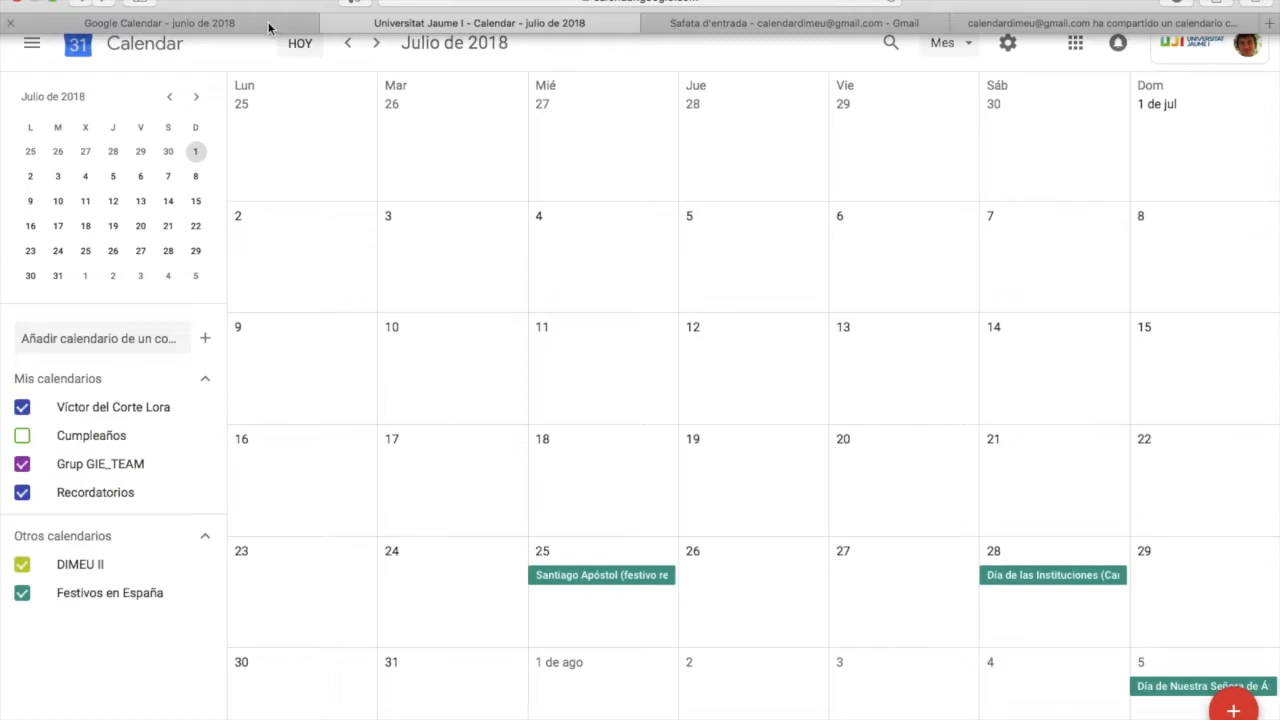 Google Calendar - junio de 2018
Universitat Jaume I - Calendar - julio de 2018
Safata d'entrada - calendardimeu@gmail.com - Gmail
calendardimeu@gmail.com ha compartido un calendario c...
31 Calendar
HOY
Julio de 2018
Mes
UJI UNIVERSITAT JAUME·I
Julio de 2018
L M X J V S D
25 26 27 28 29 30 1
2 3 4 5 6 7 8
9 10 11 12 13 14 15
16 17 18 19 20 21 22
23 24 25 26 27 28 29
30 31 1 2 3 4 5
Añadir calendario de un co...
Mis calendarios
Víctor del Corte Lora
Cumpleaños
Grup GIE_TEAM
Recordatorios
Otros calendarios
DIMEU II
Festivos en España
Lun Mar Mié Jue Vie Sáb Dom
25 26 27 28 29 30 1 de jul
2 3 4 5 6 7 8
9 10 11 12 13 14 15
16 17 18 19 20 21 22
23 24 25 26 27 28 29
Santiago Apóstol (festivo re
Día de las Instituciones (Ca
30 31 1 de ago 2 3 4 5
Día de Nuestra Señora de Á